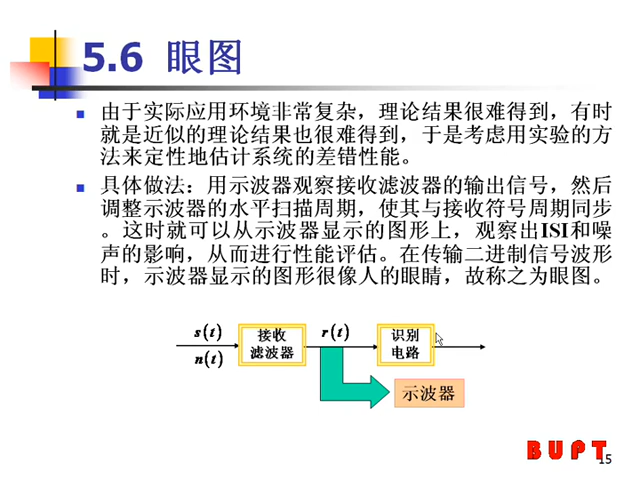 5.6 眼图
由于实际应用环境非常复杂，理论结果很难得到，有时
就是近似的理论结果也很难得到，于是考虑用实验的方
法来定性地估计系统的差错性能。
具体做法：用示波器观察接收滤波器的输出信号，然后
调整示波器的水平扫描周期，使其与接收符号周期同步
。这时就可以从示波器显示的图形上，观察出ISI和噪
声的影响，从而进行性能评估。在传输二进制信号波形
时，示波器显示的图形很像人的眼睛，故称之为眼图。
s(t)
n(t)
接收
滤波器
r(t)
识别
电路
示波器
BUPT
15